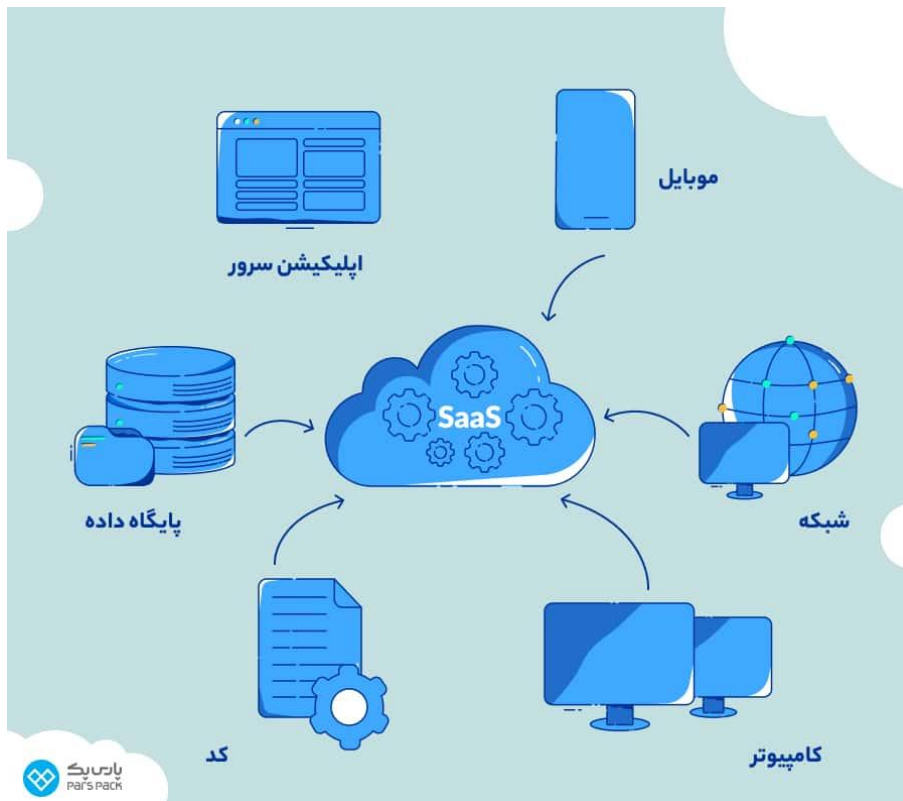 موبایل
اپلیکیشن سرور
SaaS
پایگاه داده
شبکه
کد
کامپیوتر
پارس پک
Pars Pack